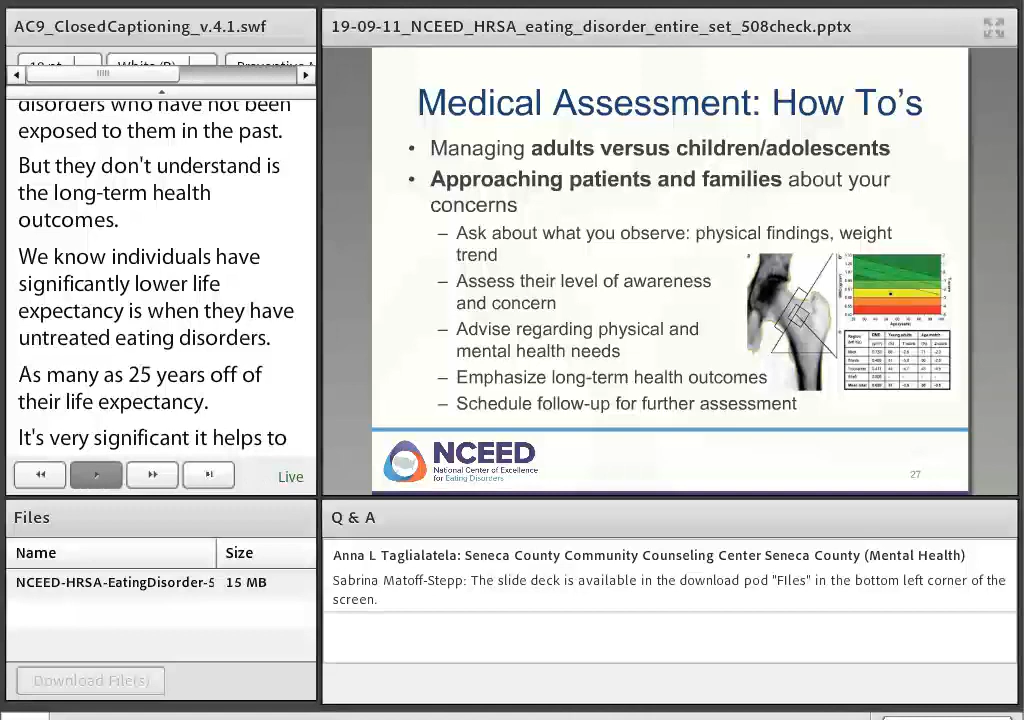 AC9_ClosedCaptioning_v.4.1.swf
disorders who have not been
exposed to them in the past.
But they don't understand is
the long-term health
outcomes.
We know individuals have
significantly lower life
expectancy is when they have
untreated eating disorders.
As many as 25 years off of
their life expectancy.
It's very significant it helps to
Live
19-09-11_NCEED_HRSA_eating_disorder_entire_set_508check.pptx
Medical Assessment: How To's
• Managing adults versus children/adolescents
• Approaching patients and families about your
concerns
– Ask about what you observe: physical findings, weight
trend
– Assess their level of awareness
and concern
– Advise regarding physical and
mental health needs
– Emphasize long-term health outcomes
– Schedule follow-up for further assessment
NCEED
National Center of Excellence
for Eating Disorders
27
Files
Name Size
NCEED-HRSA-EatingDisorder-5 15 MB
Download File(s)
Q & A
Anna L Taglialatela: Seneca County Community Counseling Center Seneca County (Mental Health)
Sabrina Matoff-Stepp: The slide deck is available in the download pod "FIles" in the bottom left corner of the
screen.